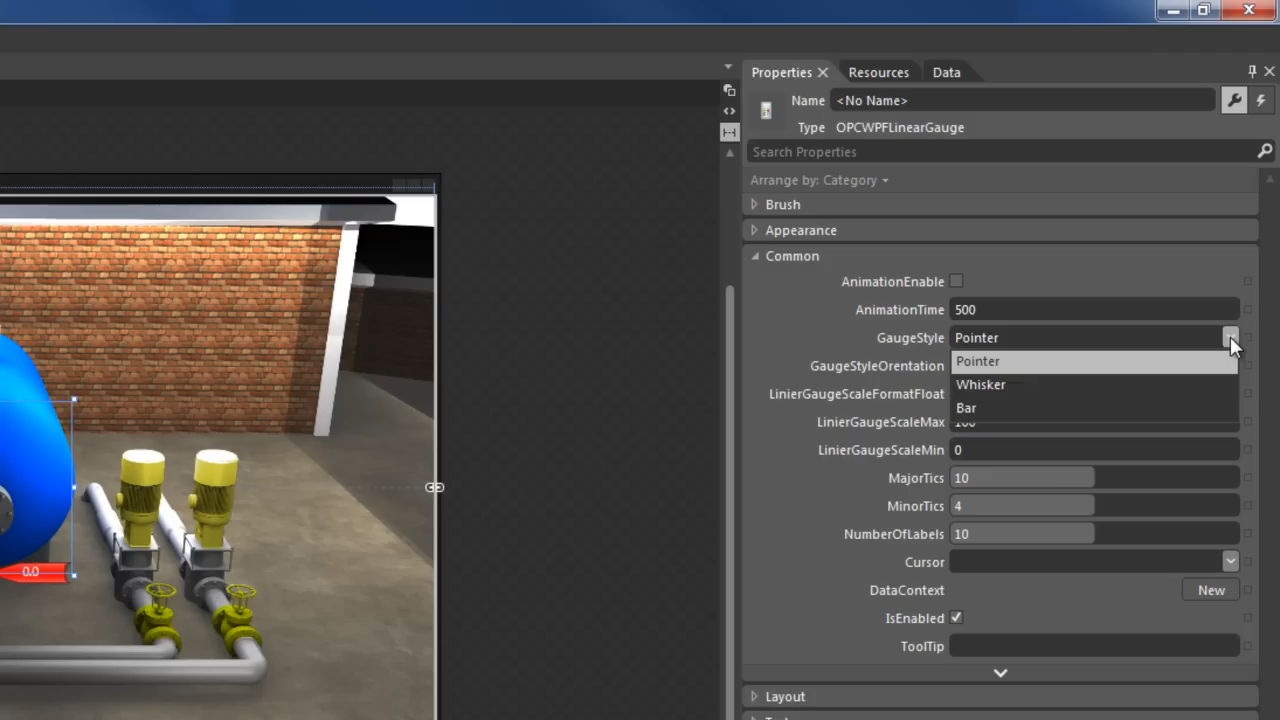 Properties Resources Data
Name <No Name>
Type OPCWPFLinearGauge
Search Properties
Arrange by: Category
Brush
Appearance
Common
AnimationEnable
AnimationTime 500
GaugeStyle Pointer
Pointer
GaugeStyleOrentation
Whisker
LinierGaugeScaleFormatFloat
Bar
LinierGaugeScaleMax 100
LinierGaugeScaleMin 0
MajorTics 10
MinorTics 4
NumberOfLabels 10
Cursor
0.0
DataContext New
IsEnabled
ToolTip
Layout